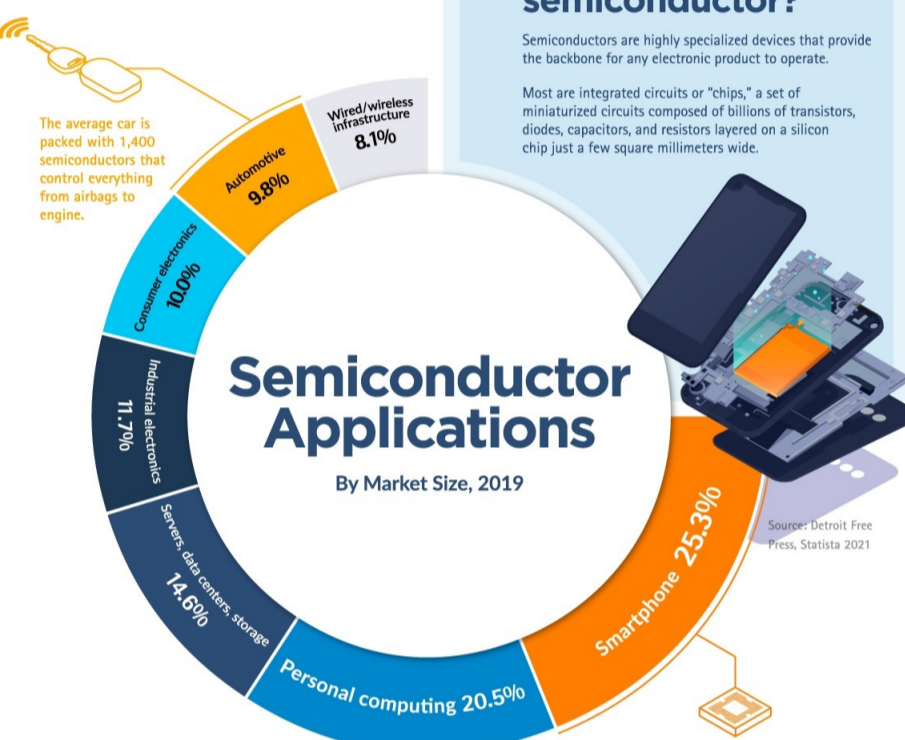 semiconductor?
Semiconductors are highly specialized devices that provide
the backbone for any electronic product to operate.
Most are integrated circuits or “chips,” a set of
miniaturized circuits composed of billions of transistors,
diodes, capacitors, and resistors layered on a silicon
chip just a few square millimeters wide.
The average car is
packed with 1,400
semiconductors that
control everything
from airbags to
engine.
Wired/wireless
infrastructure
8.1%
Automotive
9.8%
Consumer electronics
10.0%
Industrial electronics
11.7%
Servers, data centers, storage
14.6%
Personal computing 20.5%
Smartphone 25.3%
Semiconductor
Applications
By Market Size, 2019
Source: Detroit Free
Press, Statista 2021